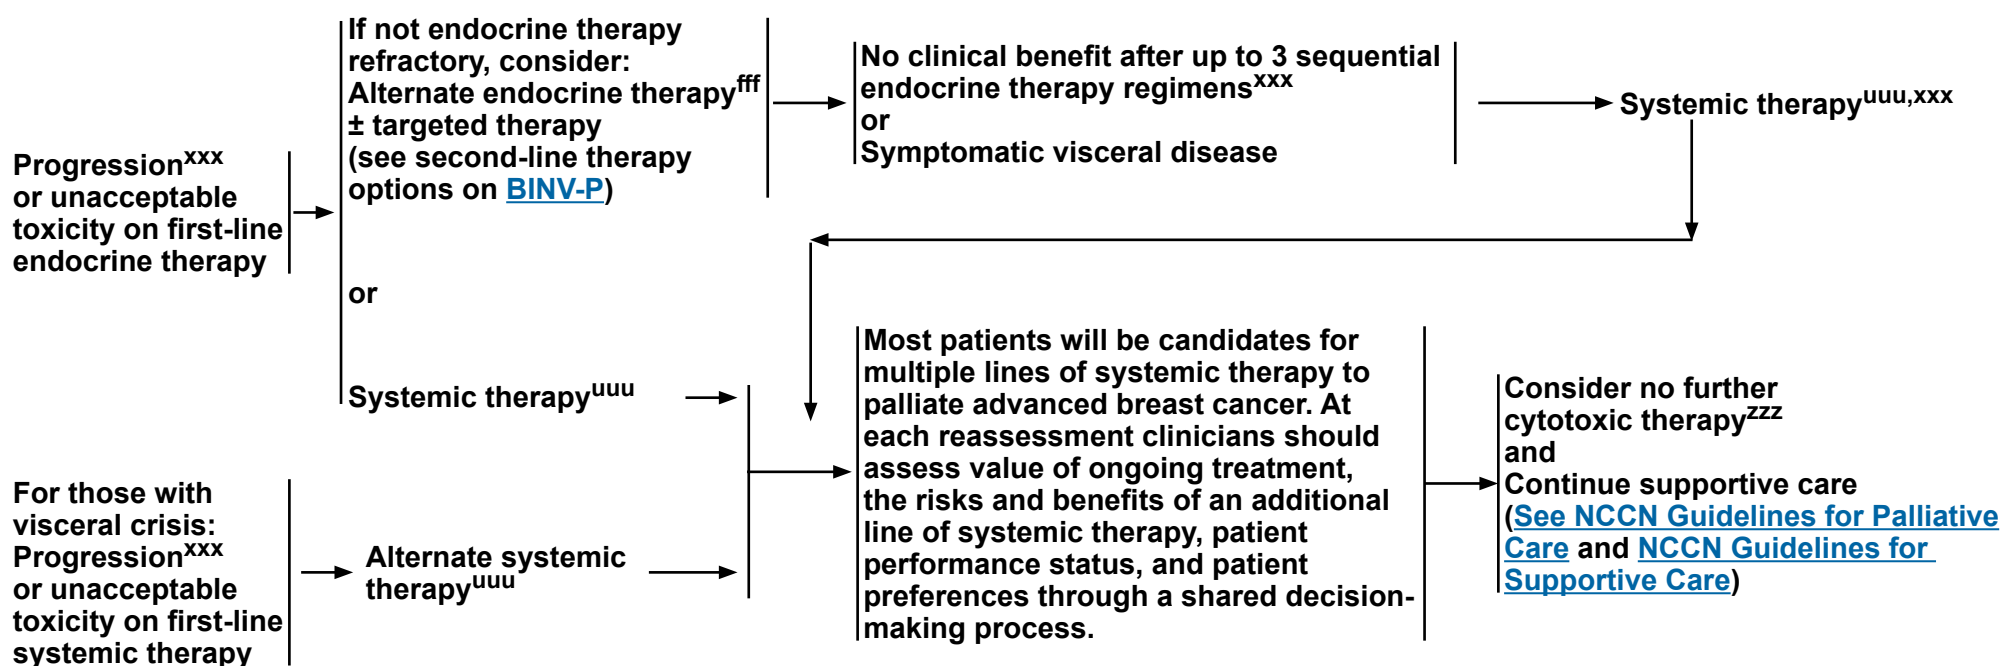 Progressionxxx
or unacceptable
toxicity on first-line
endocrine therapy
If not endocrine therapy
refractory, consider:
Alternate endocrine therapyfff
± targeted therapy
(see second-line therapy
options on BINV-P)
or
Systemic therapyuuu
No clinical benefit after up to 3 sequential
endocrine therapy regimensxxx
or
Symptomatic visceral disease
Systemic therapyuuu,xxx
For those with
visceral crisis:
Progressionxxx
or unacceptable
toxicity on first-line
systemic therapy
Alternate systemic
therapyuuu
Most patients will be candidates for
multiple lines of systemic therapy to
palliate advanced breast cancer. At
each reassessment clinicians should
assess value of ongoing treatment,
the risks and benefits of an additional
line of systemic therapy, patient
performance status, and patient
preferences through a shared decision-
making process.
Consider no further
cytotoxic therapyzzz
and
Continue supportive care
(See NCCN Guidelines for Palliative
Care and NCCN Guidelines for
Supportive Care)